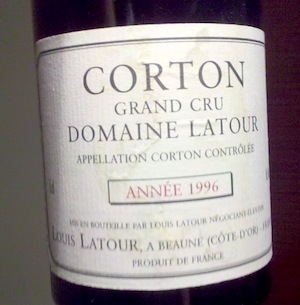 CORTON
GRAND CRU
DOMAINE LATOUR
APPELLATION CORTON CONTRÔLÉE
ANNÉE 1996
MIS EN BOUTEILLE PAR LOUIS LATOUR NÉGOCIANT-ÉLEVEUR
LOUIS LATOUR, A BEAUNE (CÔTE-D'OR)
PRODUIT DE FRANCE